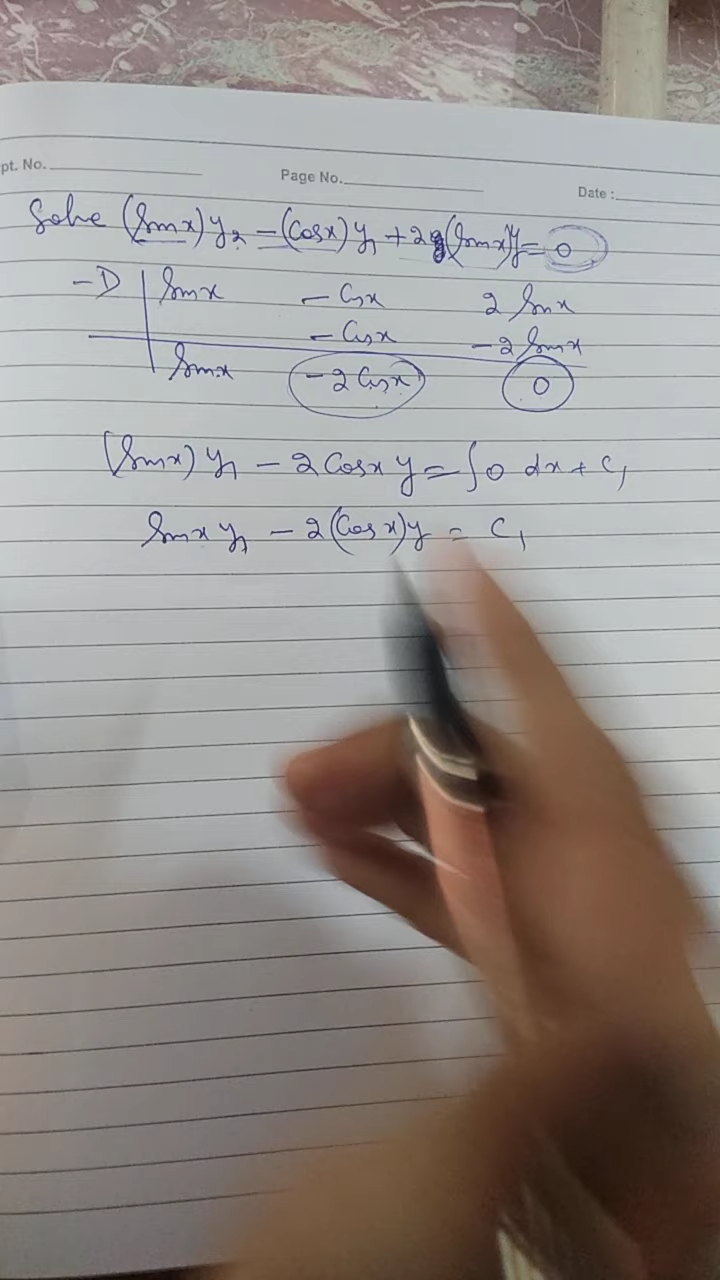 pt. No.
Page No.
Date :
Solve (Sinx)y₂ - (Cosx)y₁ + 2(Sinx)y = 0
-D | Sinx - Cosx 2 Sinx
- Cosx - 2 Sinx
Sinx - 2 Cosx 0
(Sinx) y₁ - 2 Cosx y = ∫0 dx + C₁
Sinx y₁ - 2(Cosx)y = C₁